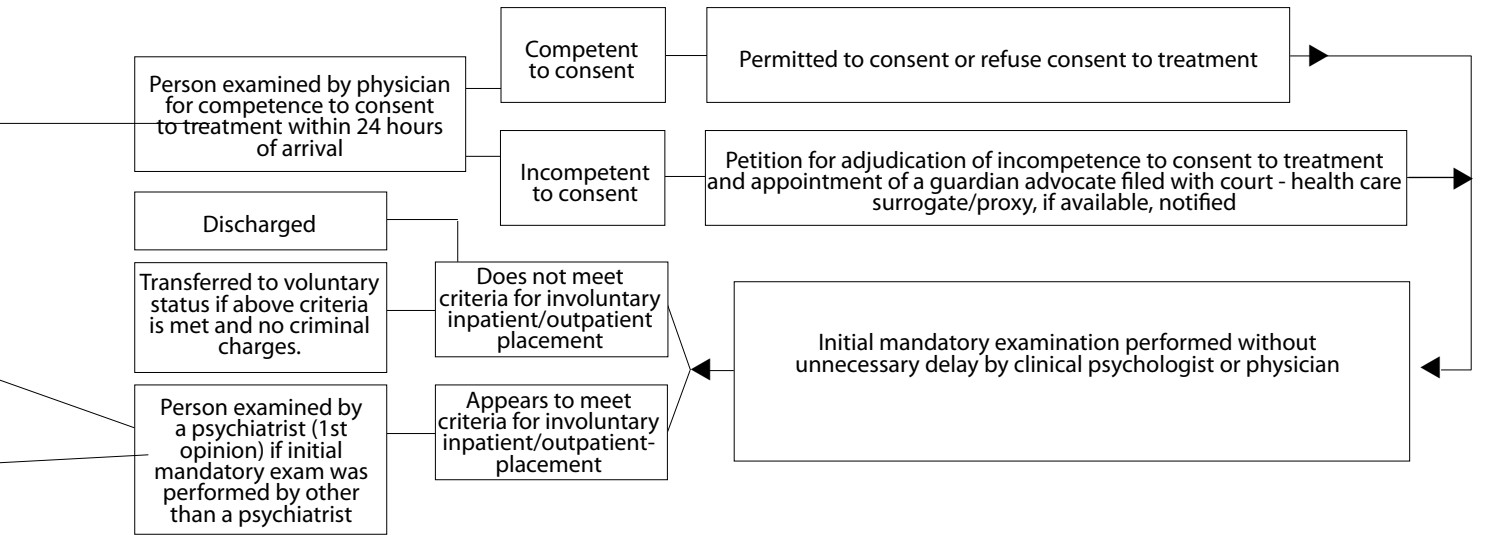 Person examined by physician
for competence to consent
to treatment within 24 hours
of arrival
Competent
to consent
Permitted to consent or refuse consent to treatment
Incompetent
to consent
Petition for adjudication of incompetence to consent to treatment
and appointment of a guardian advocate filed with court - health care
surrogate/proxy, if available, notified
Discharged
Transferred to voluntary
status if above criteria
is met and no criminal
charges.
Does not meet
criteria for involuntary
inpatient/outpatient
placement
Initial mandatory examination performed without
unnecessary delay by clinical psychologist or physician
Person examined by
a psychiatrist (1st
opinion) if initial
mandatory exam was
performed by other
than a psychiatrist
Appears to meet
criteria for involuntary
inpatient/outpatient-
placement